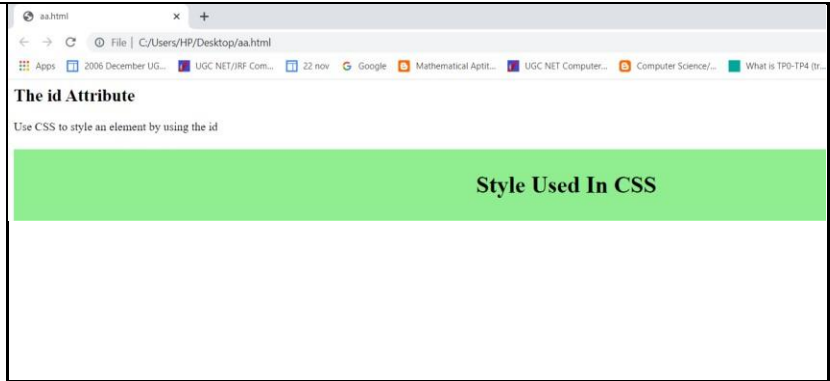 aa.html
File | C:/Users/HP/Desktop/aa.html
Apps 2006 December UG... UGC NET/JRF Com... 22 nov G Google Mathematical Aptit... UGC NET Computer... Computer Science/... What is TP0-TP4 (tr...
The id Attribute
Use CSS to style an element by using the id
Style Used In CSS